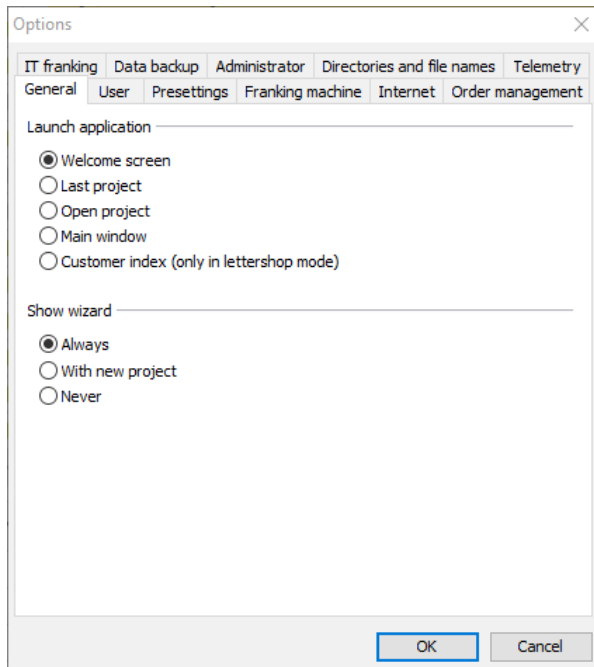 Options
IT franking Data backup Administrator Directories and file names Telemetry
General User Presettings Franking machine Internet Order management
Launch application
Welcome screen
Last project
Open project
Main window
Customer index (only in lettershop mode)
Show wizard
Always
With new project
Never
OK Cancel